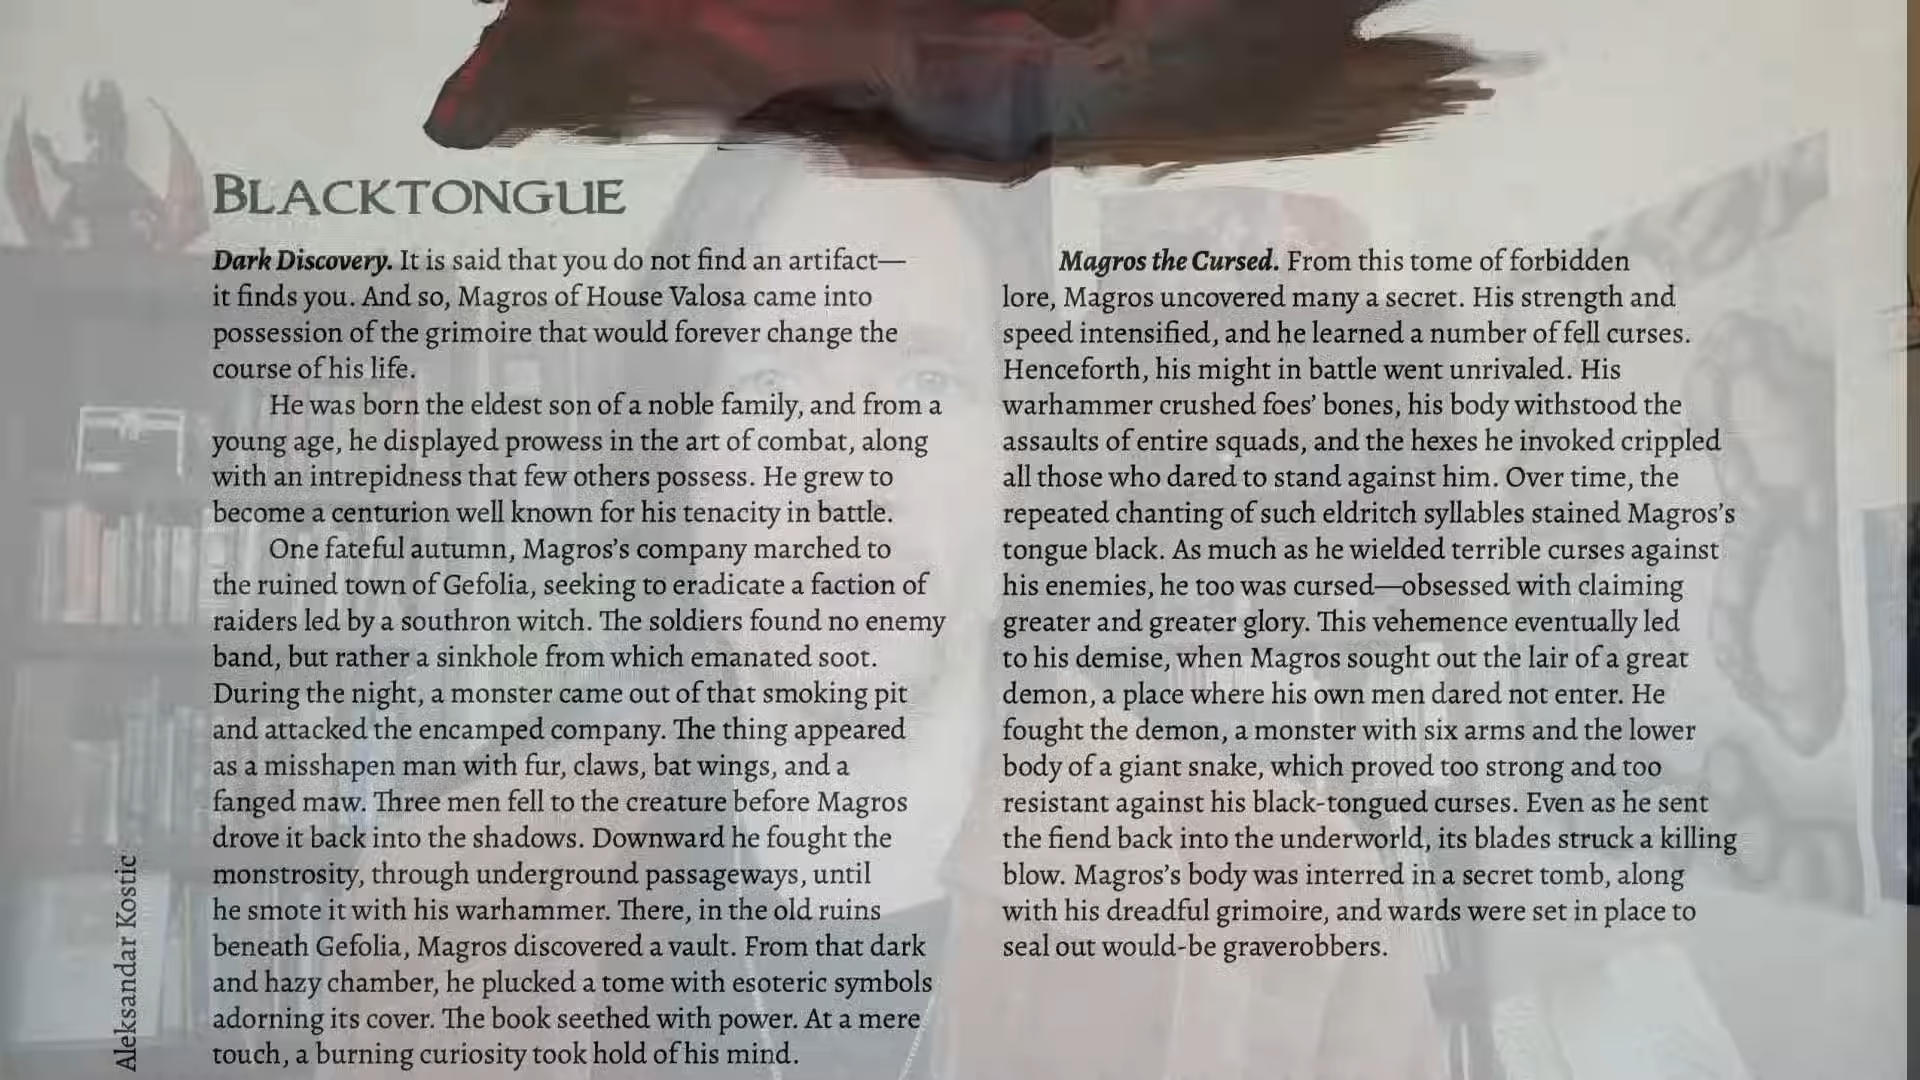 BLACKTONGUE
Dark Discovery. It is said that you do not find an artifact—
it finds you. And so, Magros of House Valosa came into
possession of the grimoire that would forever change the
course of his life.
He was born the eldest son of a noble family, and from a
young age, he displayed prowess in the art of combat, along
with an intrepidness that few others possess. He grew to
become a centurion well known for his tenacity in battle.
One fateful autumn, Magros’s company marched to
the ruined town of Gefolia, seeking to eradicate a faction of
raiders led by a southron witch. The soldiers found no enemy
band, but rather a sinkhole from which emanated soot.
During the night, a monster came out of that smoking pit
and attacked the encamped company. The thing appeared
as a misshapen man with fur, claws, bat wings, and a
fanged maw. Three men fell to the creature before Magros
drove it back into the shadows. Downward he fought the
monstrosity, through underground passageways, until
he smote it with his warhammer. There, in the old ruins
beneath Gefolia, Magros discovered a vault. From that dark
and hazy chamber, he plucked a tome with esoteric symbols
adorning its cover. The book seethed with power. At a mere
touch, a burning curiosity took hold of his mind.
Magros the Cursed. From this tome of forbidden
lore, Magros uncovered many a secret. His strength and
speed intensified, and he learned a number of fell curses.
Henceforth, his might in battle went unrivaled. His
warhammer crushed foes’ bones, his body withstood the
assaults of entire squads, and the hexes he invoked crippled
all those who dared to stand against him. Over time, the
repeated chanting of such eldritch syllables stained Magros’s
tongue black. As much as he wielded terrible curses against
his enemies, he too was cursed—obsessed with claiming
greater and greater glory. This vehemence eventually led
to his demise, when Magros sought out the lair of a great
demon, a place where his own men dared not enter. He
fought the demon, a monster with six arms and the lower
body of a giant snake, which proved too strong and too
resistant against his black-tongued curses. Even as he sent
the fiend back into the underworld, its blades struck a killing
blow. Magros’s body was interred in a secret tomb, along
with his dreadful grimoire, and wards were set in place to
seal out would-be graverobbers.
Aleksandar Kostic